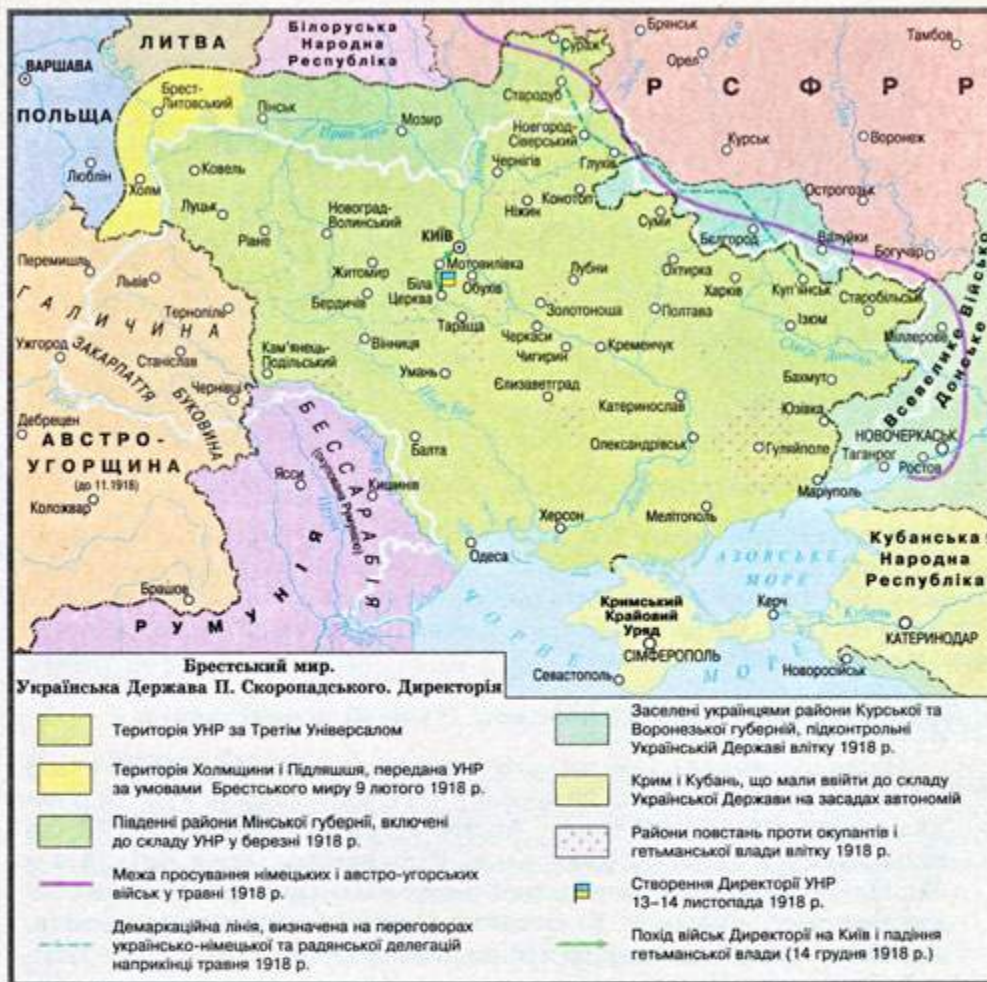 ЛИТВА
Білоруська
Народна
Республіка
Брянськ
Тамбов
Сураж
Орел
ВАРШАВА
Брест-
Литовський
Стародуб
Р С Ф Р Р
ПОЛЬЩА
Пінськ
Мозир
Новгород-
Сіверський
Курськ
Воронеж
Чернігів
Глухів
Люблін
Ковель
Холм
Острогозьк
Конотоп
Ніжин
Луцьк
Новоград-
Волинський
Суми
Рівне
КИЇВ
Бєлгород
Валуйки
Богучар
Перемишль
Мотовилівка
Охтирка
Житомир
Лубни
Львів
Біла
Церква
Обухів
Харків
Куп'янськ
Старобільськ
ГАЛИЧИНА
Бердичів
Золотоноша
Полтава
Тернопіль
Тараща
Черкаси
Ізюм
Міллерове
Ужгород
ЗАКАРПАТТЯ
Станіслав
Кам'янець-
Подільський
Вінниця
Чигирин
Кременчук
Всевелике Військо
Донське
Умань
Єлизаветград
Бахмут
Чернівці
БУКОВИНА
Катеринослав
Юзівка
Дебрецен
АВСТРО-
УГОРЩИНА
(до 11.1918)
БЕССАРАБІЯ
(окупована Румунією)
Балта
Олександрівськ
Гуляйполе
НОВОЧЕРКАСЬК
Таганрог
Ростов
Ясси
Кишинів
Маріуполь
Коложвар
Херсон
Мелітополь
Одеса
Кубанська
Народна
Республіка
АЗОВСЬКЕ
МОРЕ
Брашов
РУМУНІЯ
ЧОРНЕ
МОРЕ
Кримський
Крайовий
Уряд
СІМФЕРОПОЛЬ
Керч
Кубань
КАТЕРИНОДАР
Севастополь
Новоросійськ
Брестський мир.
Українська Держава П. Скоропадського. Директорія
Територія УНР за Третім Універсалом
Територія Холмщини і Підляшшя, передана УНР
за умовами Брестського миру 9 лютого 1918 р.
Південні райони Мінської губернії, включені
до складу УНР у березні 1918 р.
Межа просування німецьких і австро-угорських
військ у травні 1918 р.
Демаркаційна лінія, визначена на переговорах
українсько-німецької та радянської делегацій
наприкінці травня 1918 р.
Заселені українцями райони Курської та
Воронезької губерній, підконтрольні
Українській Державі влітку 1918 р.
Крим і Кубань, що мали ввійти до складу
Української Держави на засадах автономій
Райони повстань проти окупантів і
гетьманської влади влітку 1918 р.
Створення Директорії УНР
13–14 листопада 1918 р.
Похід військ Директорії на Київ і падіння
гетьманської влади (14 грудня 1918 р.)